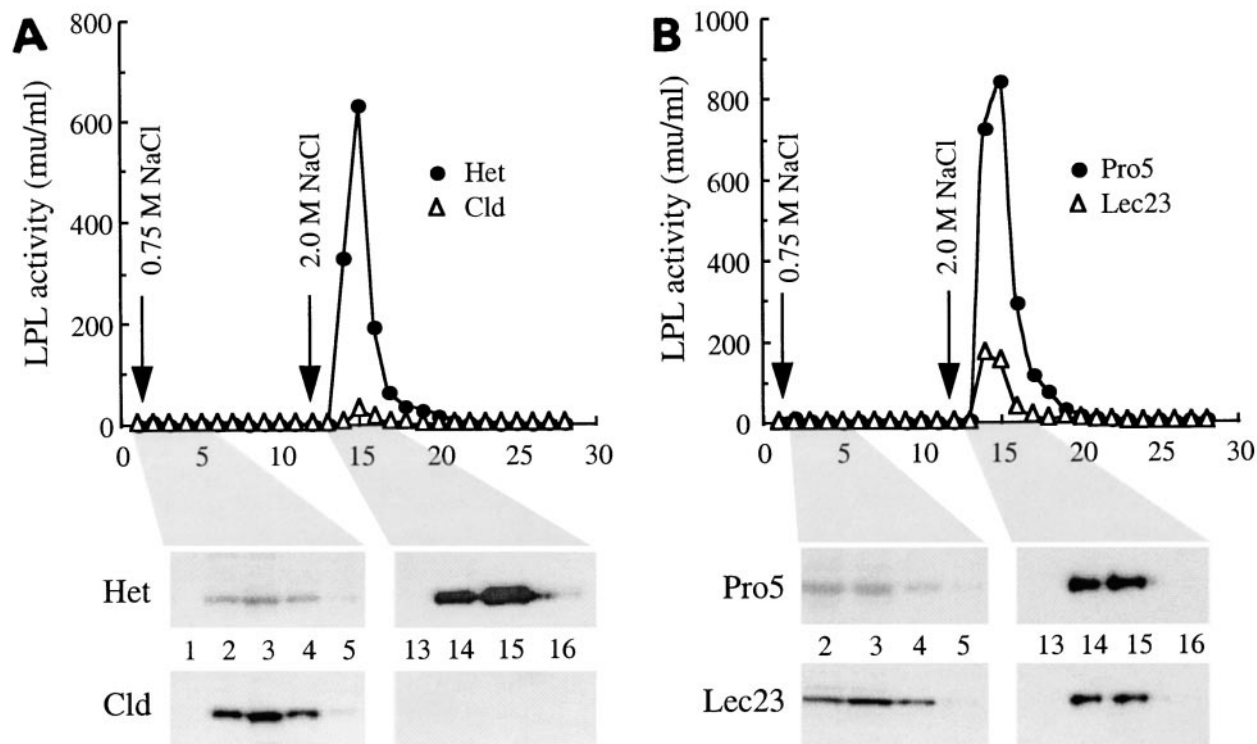 A
LPL activity (mu/ml)
800
600
400
200
0
0.75 M NaCl
2.0 M NaCl
Het
Cld
0 5 10 15 20 25 30
Het
1 2 3 4 5 13 14 15 16
Cld
B
LPL activity (mu/ml)
1000
800
600
400
200
0
0.75 M NaCl
2.0 M NaCl
Pro5
Lec23
0 5 10 15 20 25 30
Pro5
2 3 4 5 13 14 15 16
Lec23